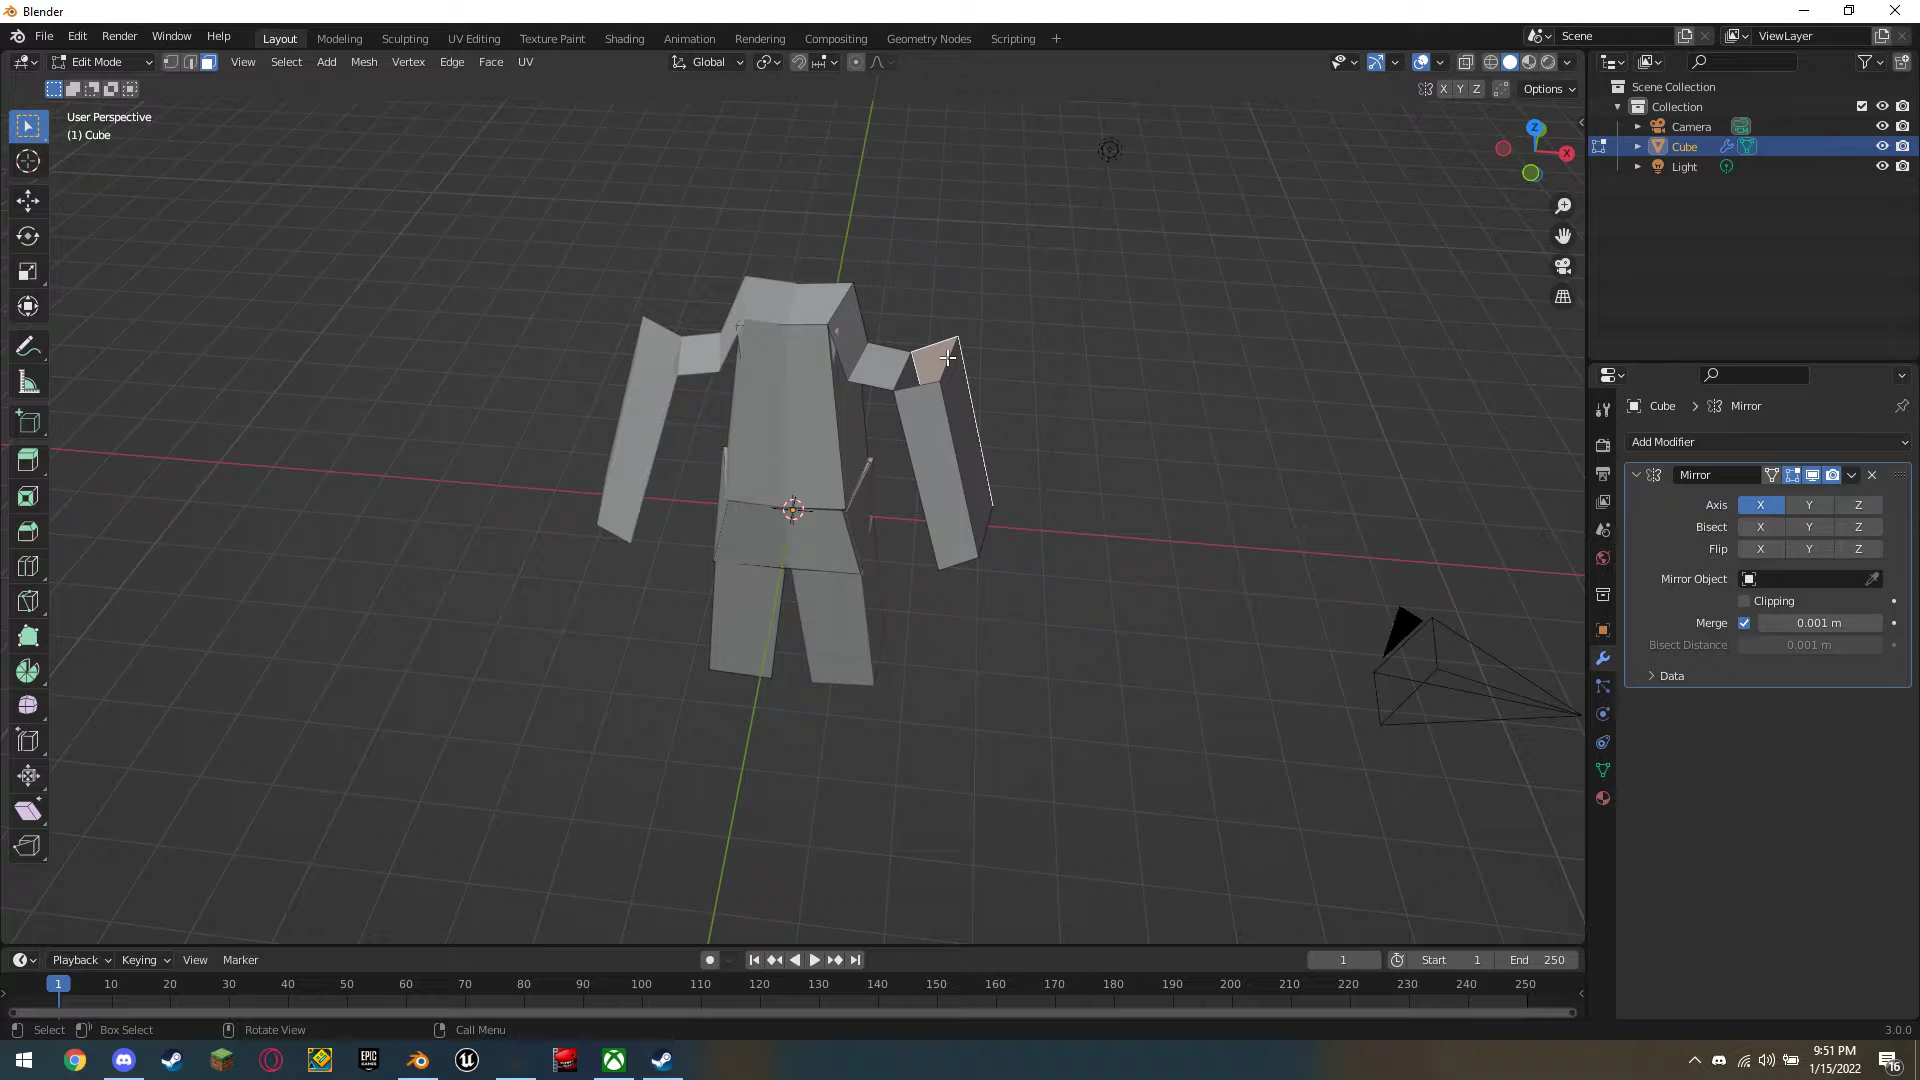 Blender
File Edit Render Window Help
Layout Modeling Sculpting UV Editing Texture Paint Shading Animation Rendering Compositing Geometry Nodes Scripting +
Scene
ViewLayer
Edit Mode
View Select Add Mesh Vertex Edge Face UV
Global
X Y Z
Options
User Perspective
(1) Cube
Z
X
Scene Collection
Collection
Camera
Cube
Light
Cube > Mirror
Add Modifier
Mirror
Axis X Y Z
Bisect X Y Z
Flip X Y Z
Mirror Object
Clipping
Merge 0.001 m
Bisect Distance 0.001 m
Data
Playback Keying View Marker
1
Start 1
End 250
1 10 20 30 40 50 60 70 80 90 100 110 120 130 140 150 160 170 180 190 200 210 220 230 240 250
Select Box Select Rotate View Call Menu
3.0.0
EPIC GAMES
9:51 PM
1/15/2022
16